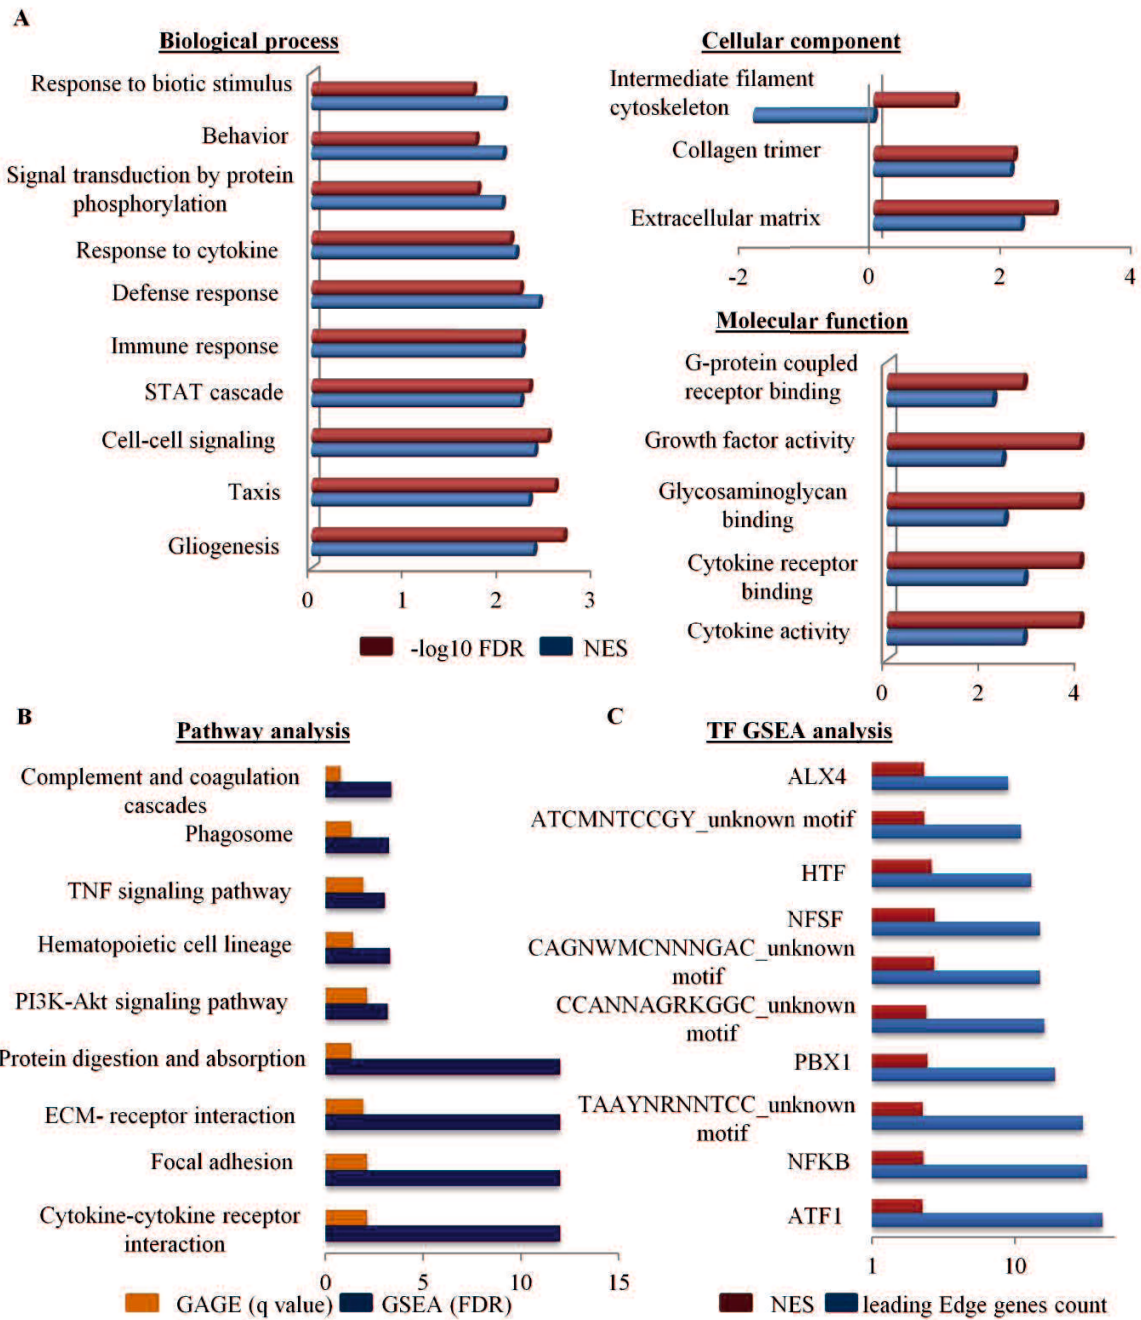 A
Biological process
Response to biotic stimulus
Behavior
Signal transduction by protein
phosphorylation
Response to cytokine
Defense response
Immune response
STAT cascade
Cell-cell signaling
Taxis
Gliogenesis
0 1 2 3
-log10 FDR NES
Cellular component
Intermediate filament
cytoskeleton
Collagen trimer
Extracellular matrix
-2 0 2 4
Molecular function
G-protein coupled
receptor binding
Growth factor activity
Glycosaminoglycan
binding
Cytokine receptor
binding
Cytokine activity
0 2 4
B
Pathway analysis
Complement and coagulation
cascades
Phagosome
TNF signaling pathway
Hematopoietic cell lineage
PI3K-Akt signaling pathway
Protein digestion and absorption
ECM- receptor interaction
Focal adhesion
Cytokine-cytokine receptor
interaction
0 5 10 15
GAGE (q value) GSEA (FDR)
C
TF GSEA analysis
ALX4
ATCMNTCCGY_unknown motif
HTF
NFSF
CAGNWMCNNNGAC_unknown
motif
CCANNAGRKGGC_unknown
motif
PBX1
TAAYNRNNTCC_unknown
motif
NFKB
ATF1
1 10
NES leading Edge genes count